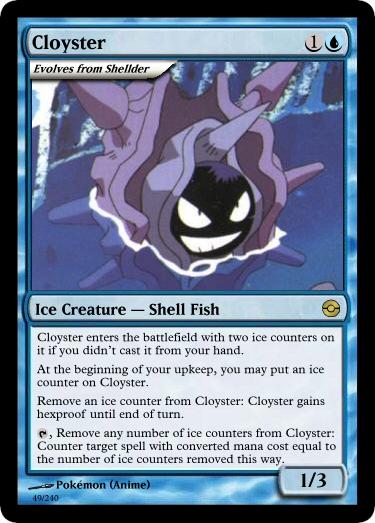 Cloyster 1
Evolves from Shellder
Ice Creature — Shell Fish
Cloyster enters the battlefield with two ice counters on
it if you didn't cast it from your hand.
At the beginning of your upkeep, you may put an ice
counter on Cloyster.
Remove an ice counter from Cloyster: Cloyster gains
hexproof until end of turn.
, Remove any number of ice counters from Cloyster:
Counter target spell with converted mana cost equal to
the number of ice counters removed this way.
1/3
Pokémon (Anime)
49/240